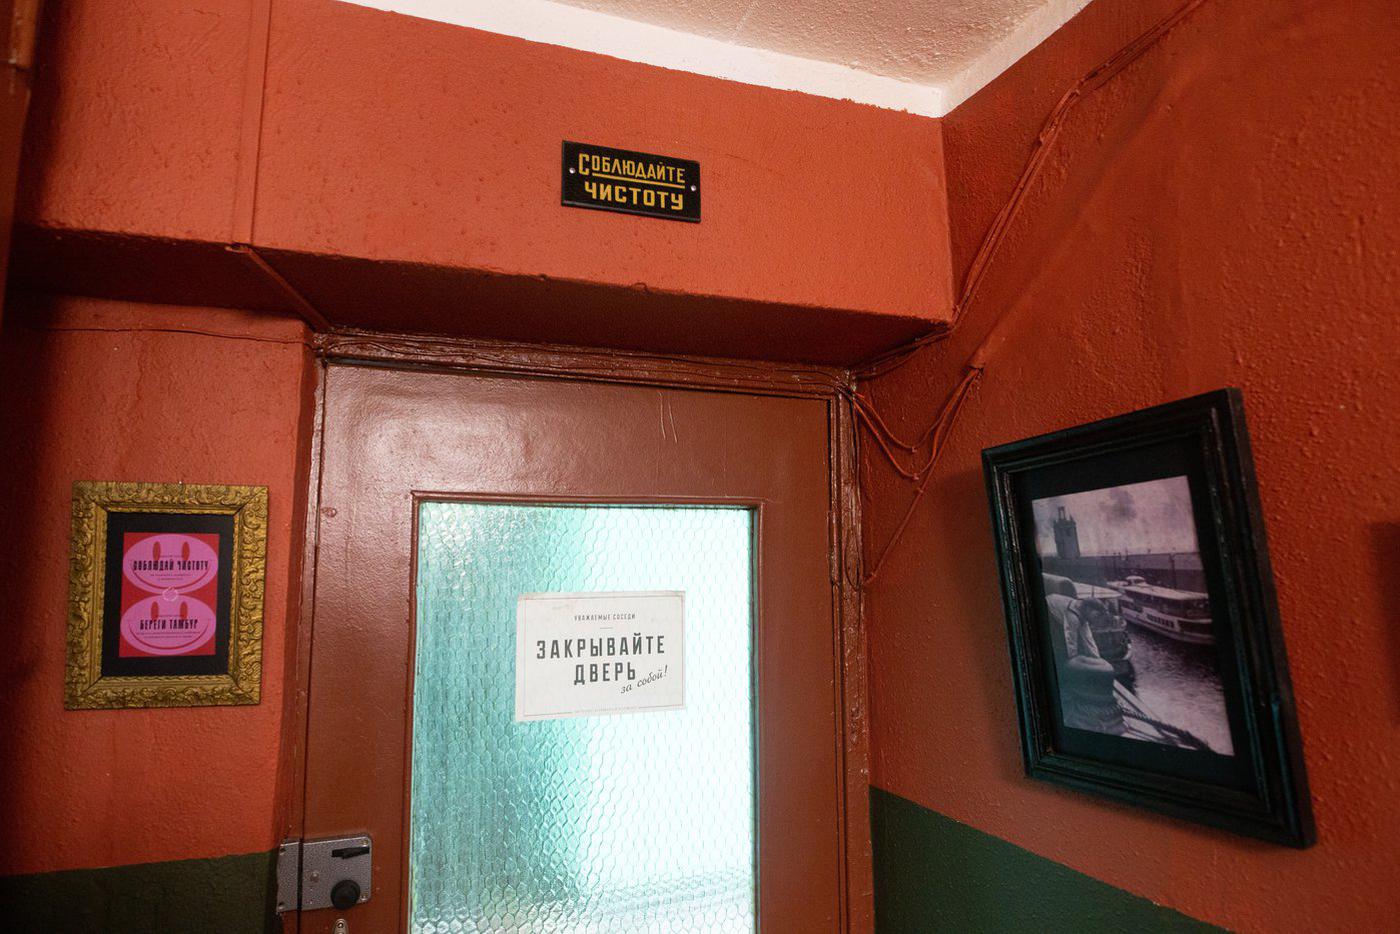 СОБЛЮДАЙТЕ
ЧИСТОТУ
СОБЛЮДАЙ ЧИСТОТУ
БЕРЕГИ ТАМБУР
УВАЖАЕМЫЕ СОСЕДИ
ЗАКРЫВАЙТЕ
ДВЕРЬ
за собой!